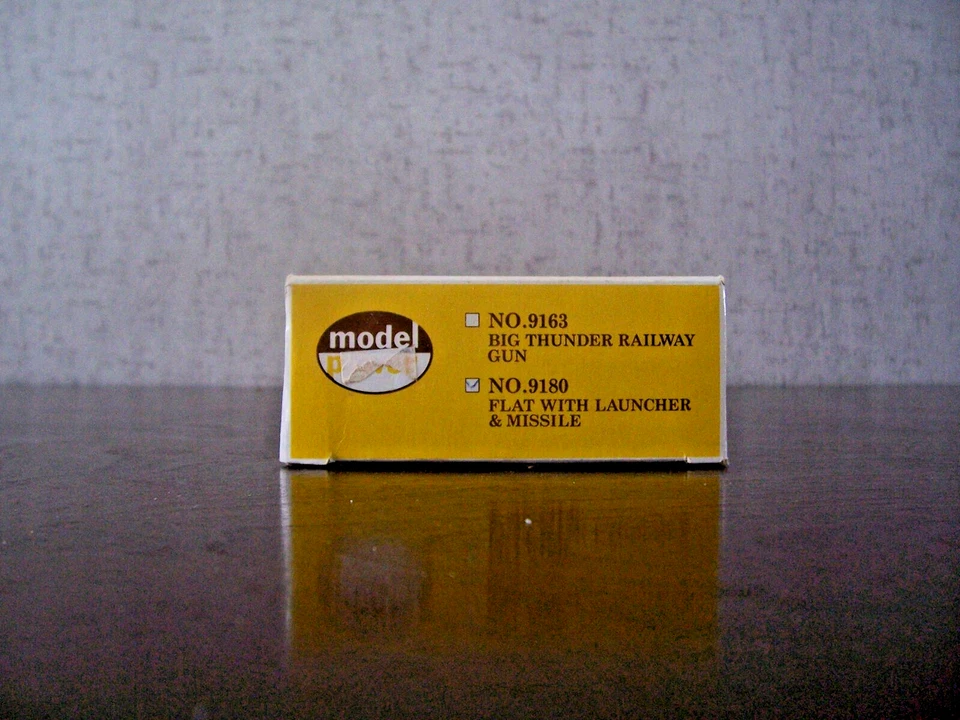 model
NO.9163
BIG THUNDER RAILWAY
GUN
NO.9180
FLAT WITH LAUNCHER
& MISSILE